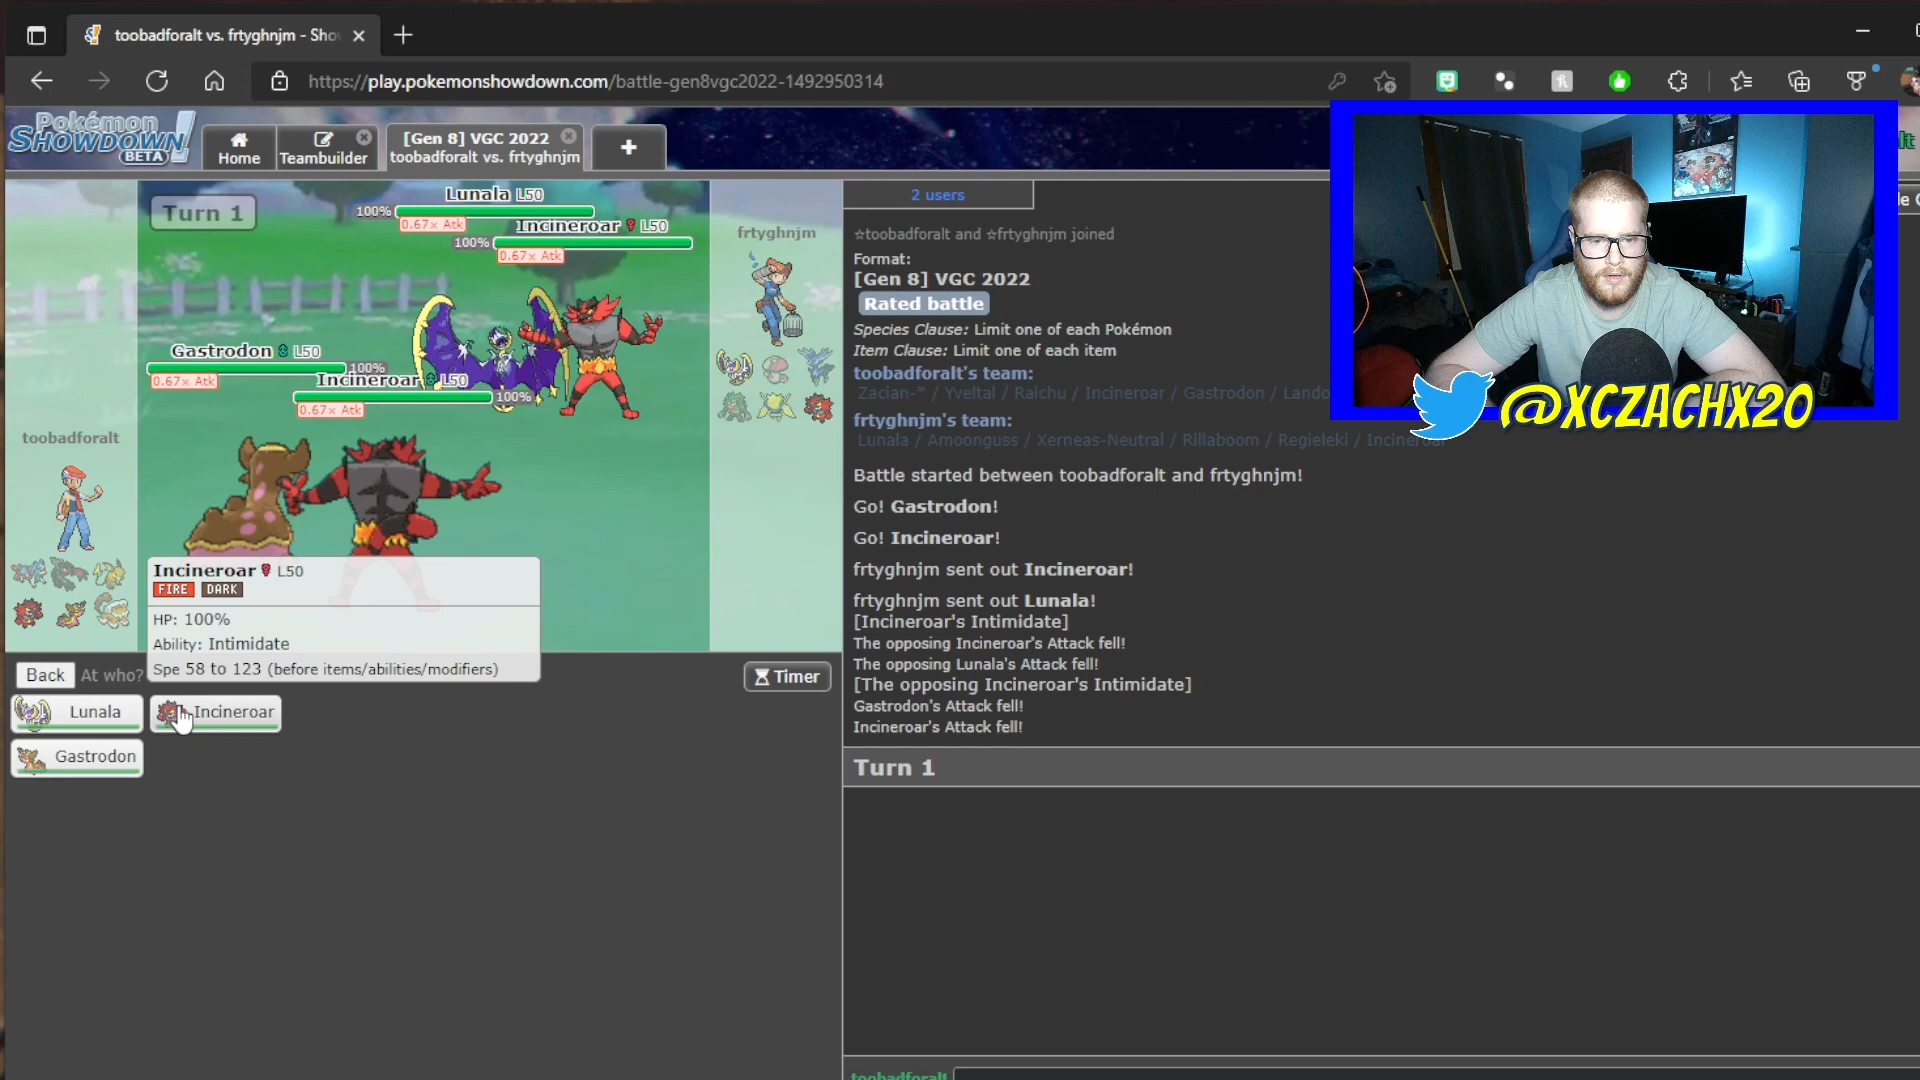 toobadforalt vs. frtyghnjm - Sho
https://play.pokemonshowdown.com/battle-gen8vgc2022-1492950314
Pokémon
SHOWDOWN!
BETA
Home
Teambuilder
[Gen 8] VGC 2022
toobadforalt vs. frtyghnjm
Turn 1
Lunala L50
100%
0.67× Atk
Incineroar L50
100%
0.67× Atk
frtyghnjm
Gastrodon L50
100%
0.67× Atk
Incineroar L50
100%
0.67× Atk
toobadforalt
Incineroar L50
FIRE DARK
HP: 100%
Ability: Intimidate
Spe 58 to 123 (before items/abilities/modifiers)
Back At who?
Timer
Lunala
Incineroar
Gastrodon
2 users
☆toobadforalt and ☆frtyghnjm joined
Format:
[Gen 8] VGC 2022
Rated battle
Species Clause: Limit one of each Pokémon
Item Clause: Limit one of each item
toobadforalt's team:
Zacian-* / Yveltal / Raichu / Incineroar / Gastrodon / Lando
frtyghnjm's team:
Lunala / Amoonguss / Xerneas-Neutral / Rillaboom / Regieleki / Incineroar
Battle started between toobadforalt and frtyghnjm!
Go! Gastrodon!
Go! Incineroar!
frtyghnjm sent out Incineroar!
frtyghnjm sent out Lunala!
[Incineroar's Intimidate]
The opposing Incineroar's Attack fell!
The opposing Lunala's Attack fell!
[The opposing Incineroar's Intimidate]
Gastrodon's Attack fell!
Incineroar's Attack fell!
Turn 1
toobadforalt
@XCZACHX20